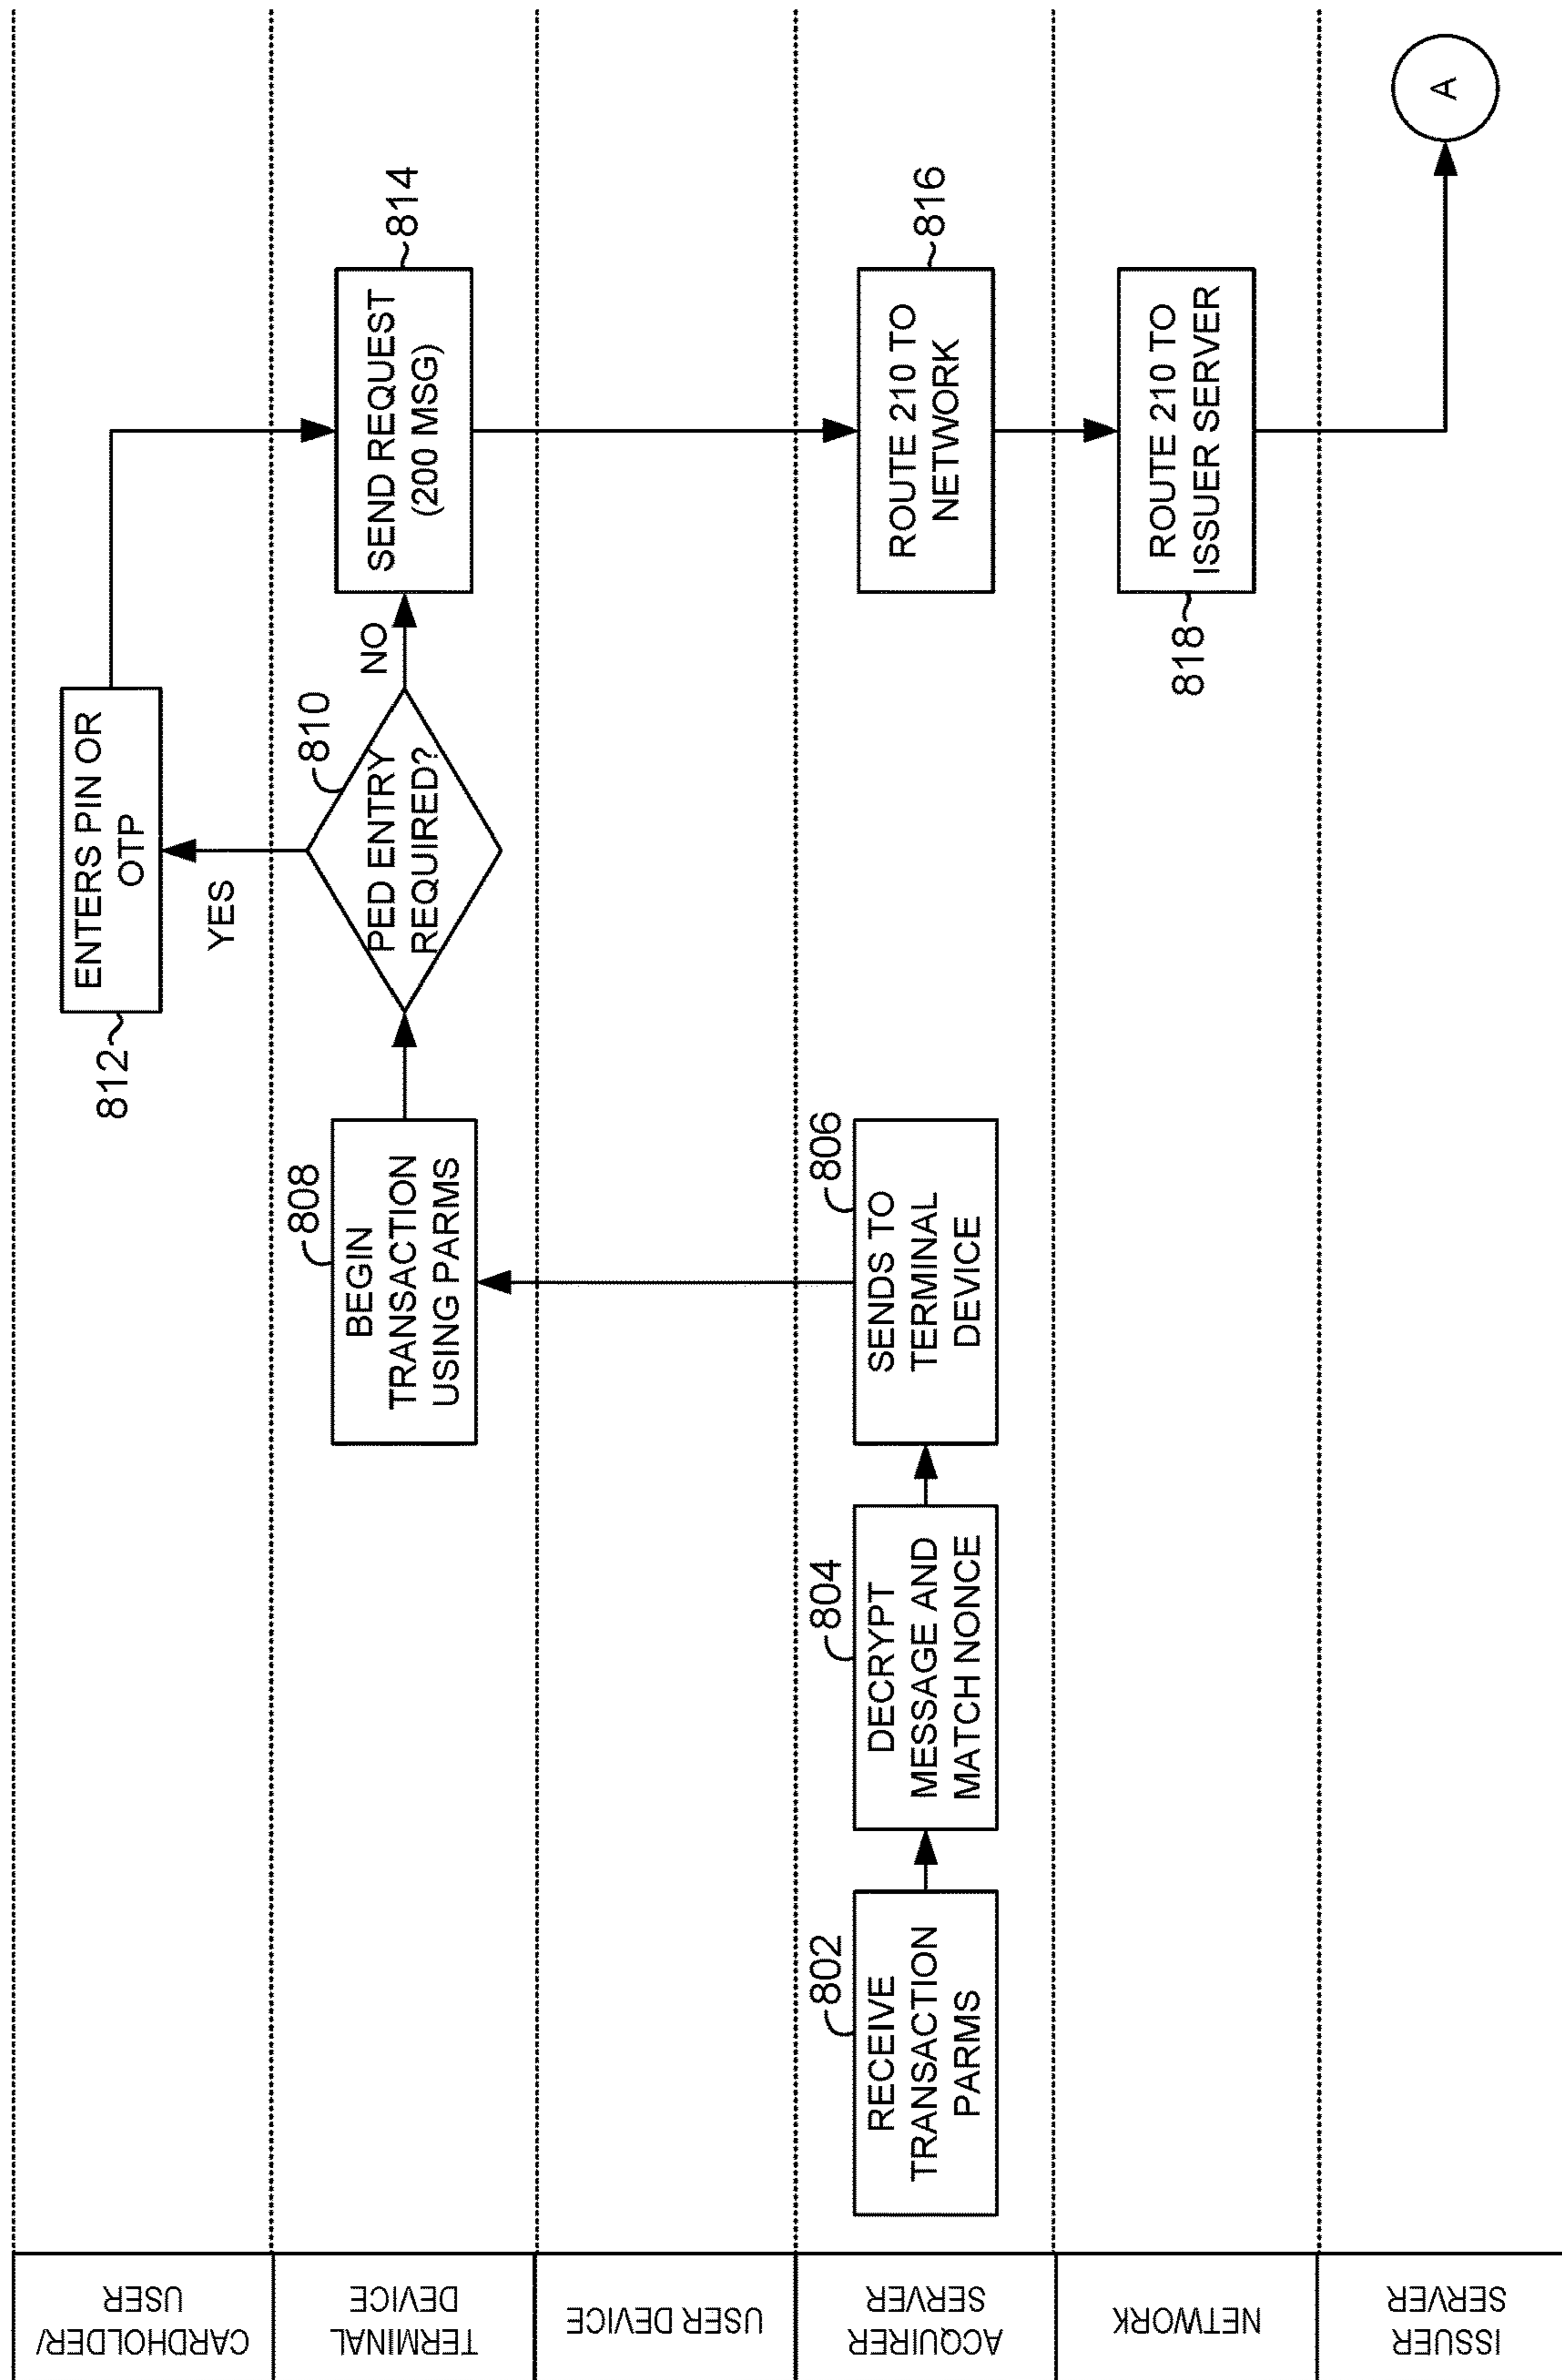 CARDHOLDER/
USER
TERMINAL
DEVICE
USER DEVICE
ACQUIRER
SERVER
NETWORK
ISSUER
SERVER
802
RECEIVE
TRANSACTION
PARMS
804
DECRYPT
MESSAGE AND
MATCH NONCE
806
SENDS TO
TERMINAL
DEVICE
808
BEGIN
TRANSACTION
USING PARMS
810
PED ENTRY
REQUIRED?
YES
NO
812
ENTERS PIN OR
OTP
814
SEND REQUEST
(200 MSG)
816
ROUTE 210 TO
NETWORK
818
ROUTE 210 TO
ISSUER SERVER
A